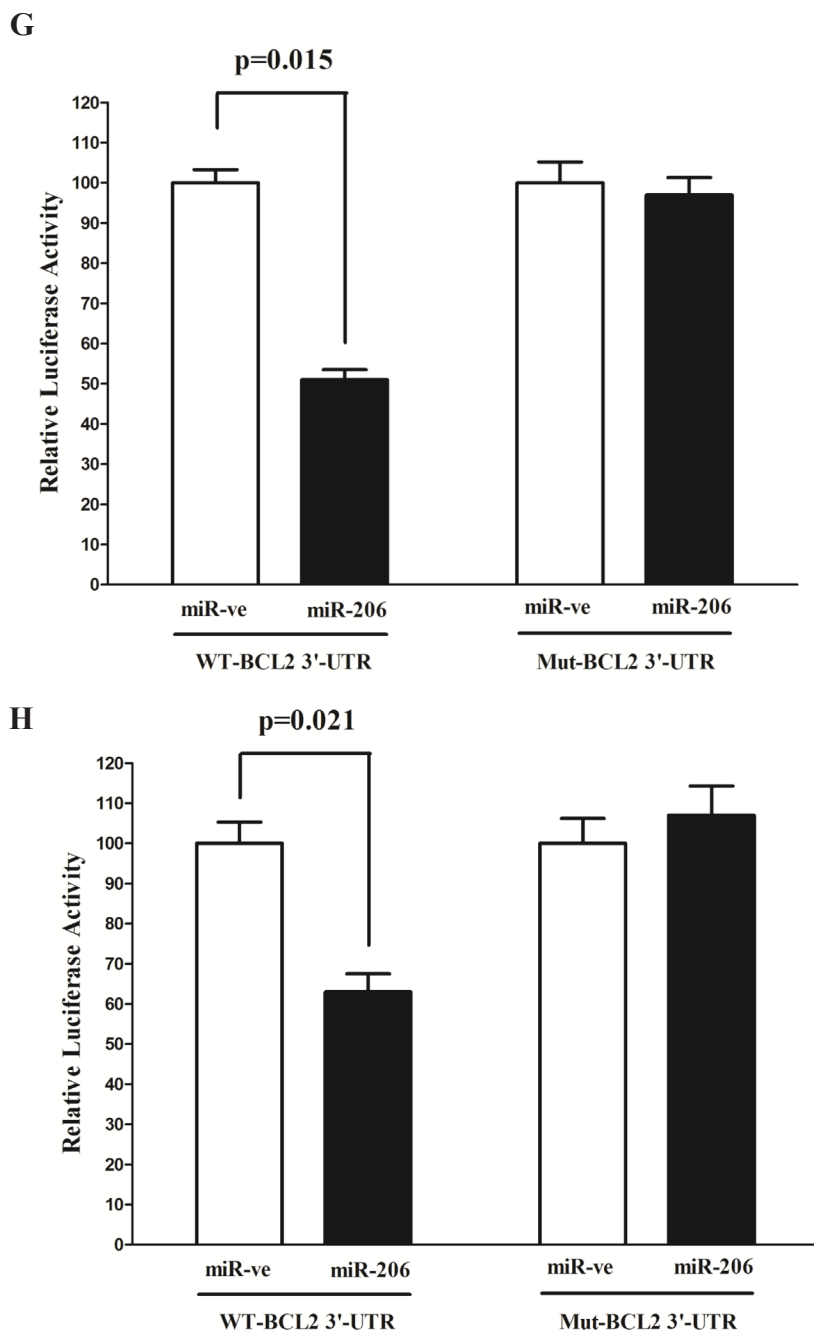 G
p=0.015
Relative Luciferase Activity
120
110
100
90
80
70
60
50
40
30
20
10
0
miR-ve miR-206 miR-ve miR-206
WT-BCL2 3'-UTR Mut-BCL2 3'-UTR
H
p=0.021
Relative Luciferase Activity
120
110
100
90
80
70
60
50
40
30
20
10
0
miR-ve miR-206 miR-ve miR-206
WT-BCL2 3'-UTR Mut-BCL2 3'-UTR